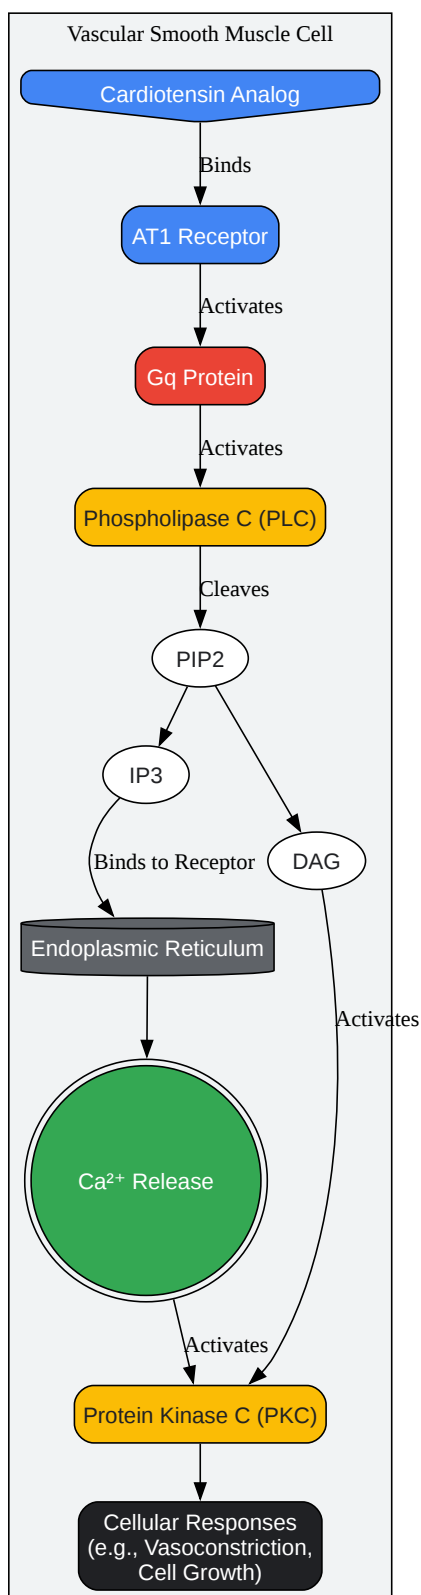 Vascular Smooth Muscle Cell
Cardiotensin Analog
Binds
AT1 Receptor
Activates
Gq Protein
Activates
Phospholipase C (PLC)
Cleaves
PIP2
IP3
DAG
Binds to Receptor
Endoplasmic Reticulum
Activates
Ca²⁺ Release
Activates
Protein Kinase C (PKC)
Cellular Responses
(e.g., Vasoconstriction,
Cell Growth)